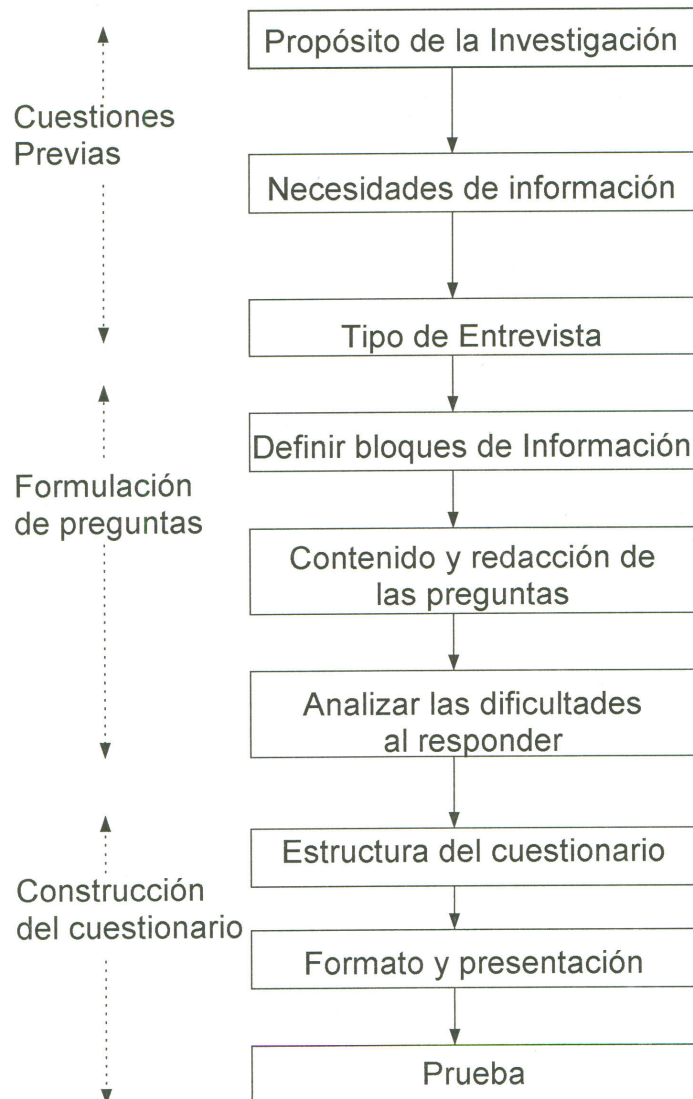 Propósito de la Investigación
Cuestiones
Previas
Necesidades de información
Tipo de Entrevista
Definir bloques de Información
Formulación
de preguntas
Contenido y redacción de
las preguntas
Analizar las dificultades
al responder
Estructura del cuestionario
Construcción
del cuestionario
Formato y presentación
Prueba